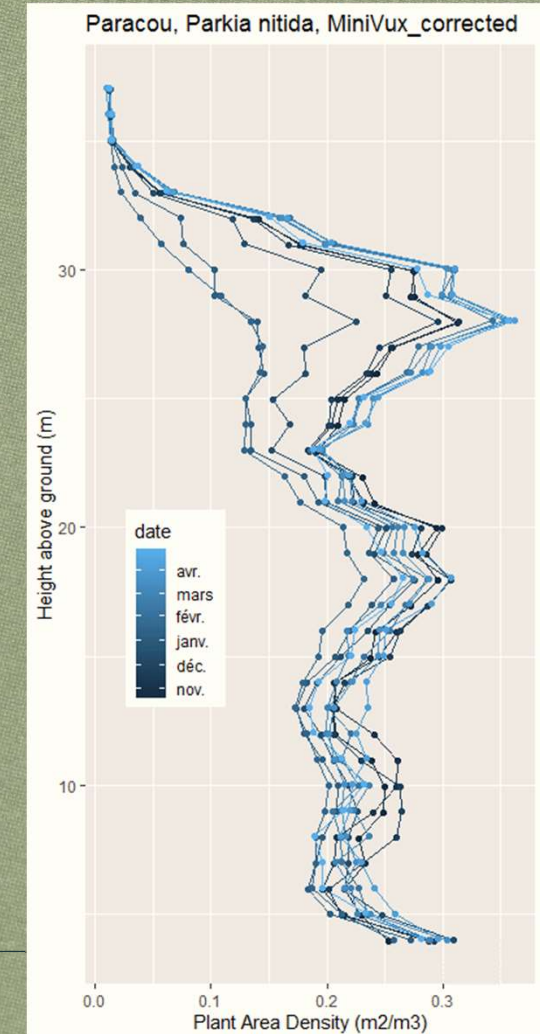 Paracou, Parkia nitida, MiniVux_corrected
Height above ground (m)
30
20
10
date
avr.
mars
févr.
janv.
déc.
nov.
0.0 0.1 0.2 0.3
Plant Area Density (m2/m3)